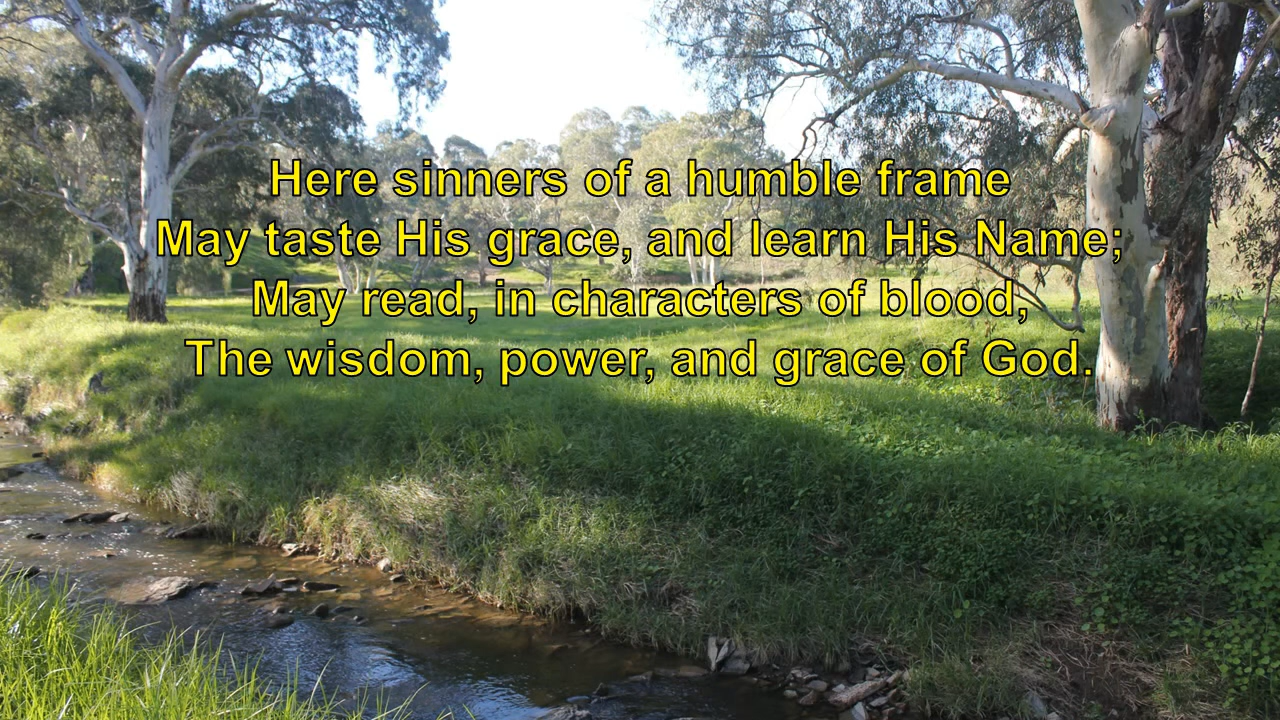 Here sinners of a humble frame
May taste His grace, and learn His Name;
May read, in characters of blood,
The wisdom, power, and grace of God.